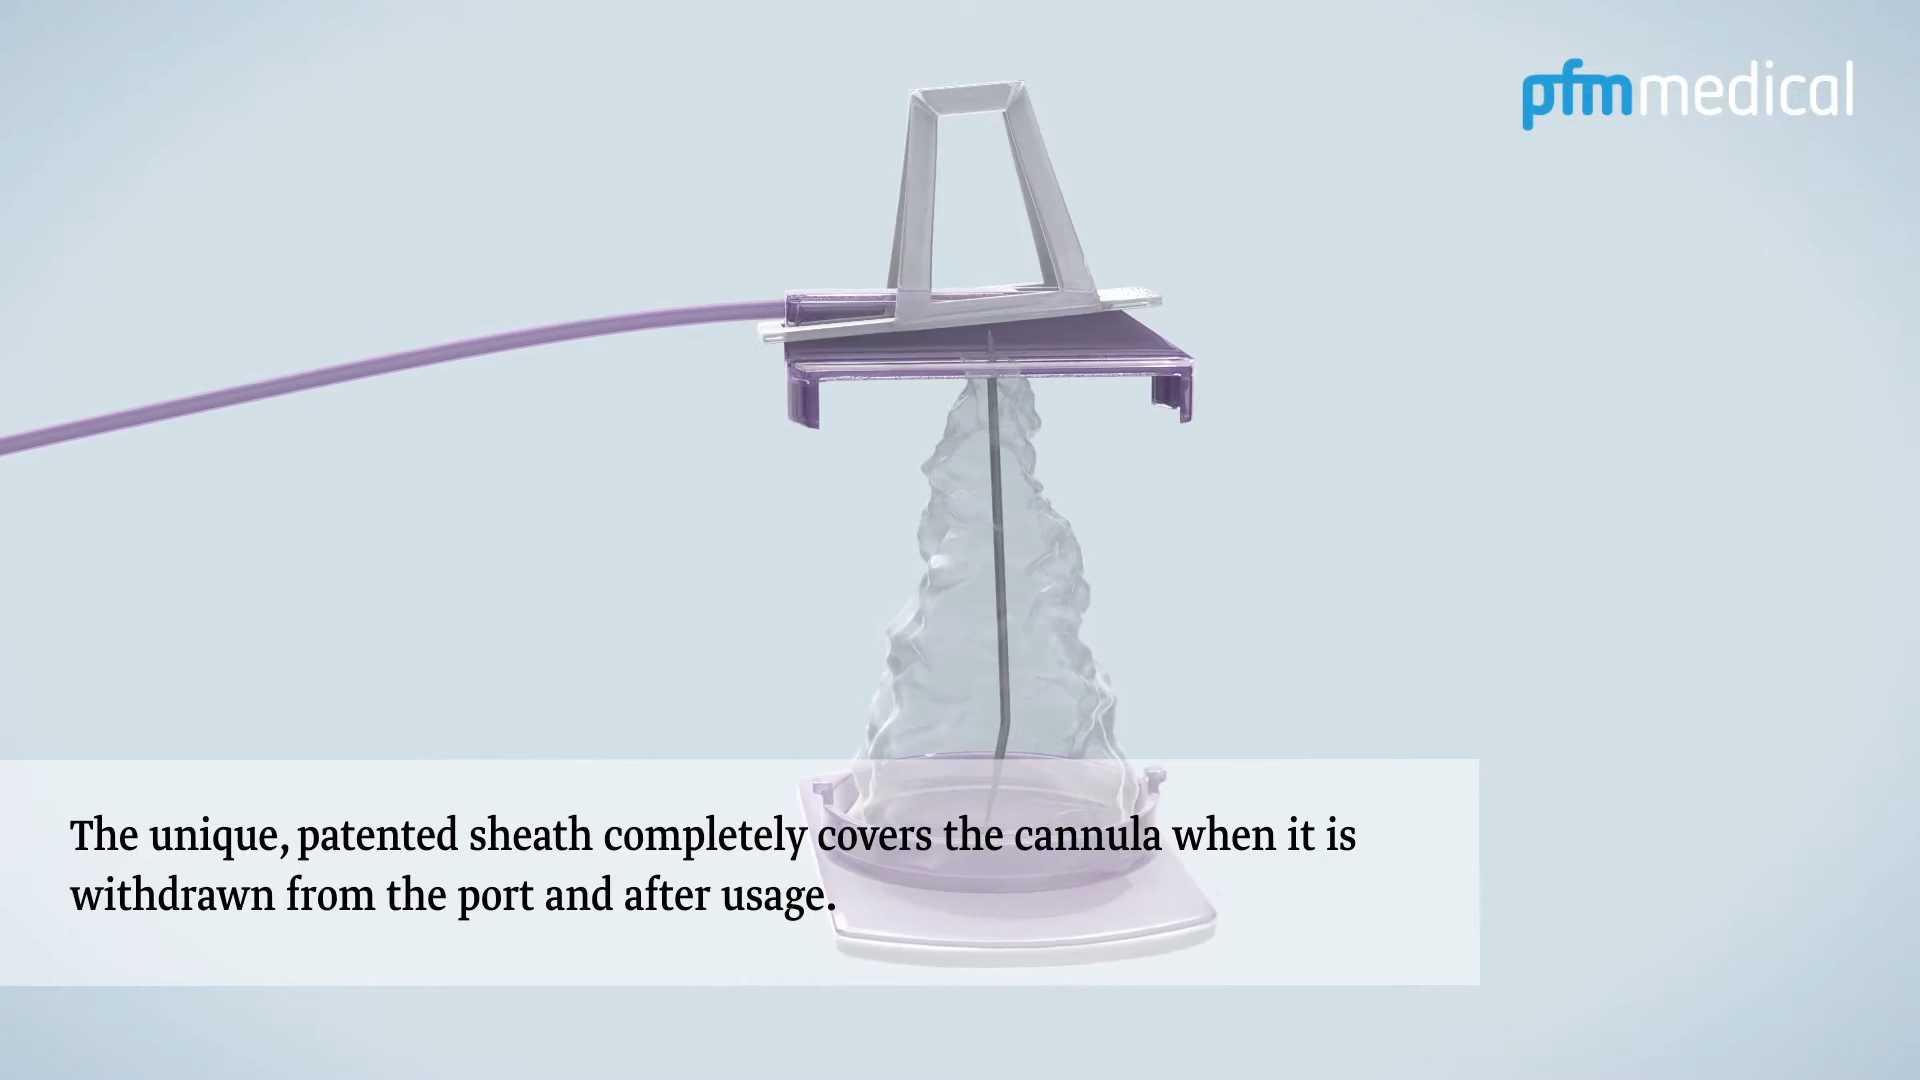 pfmmedical
The unique, patented sheath completely covers the cannula when it is
withdrawn from the port and after usage.